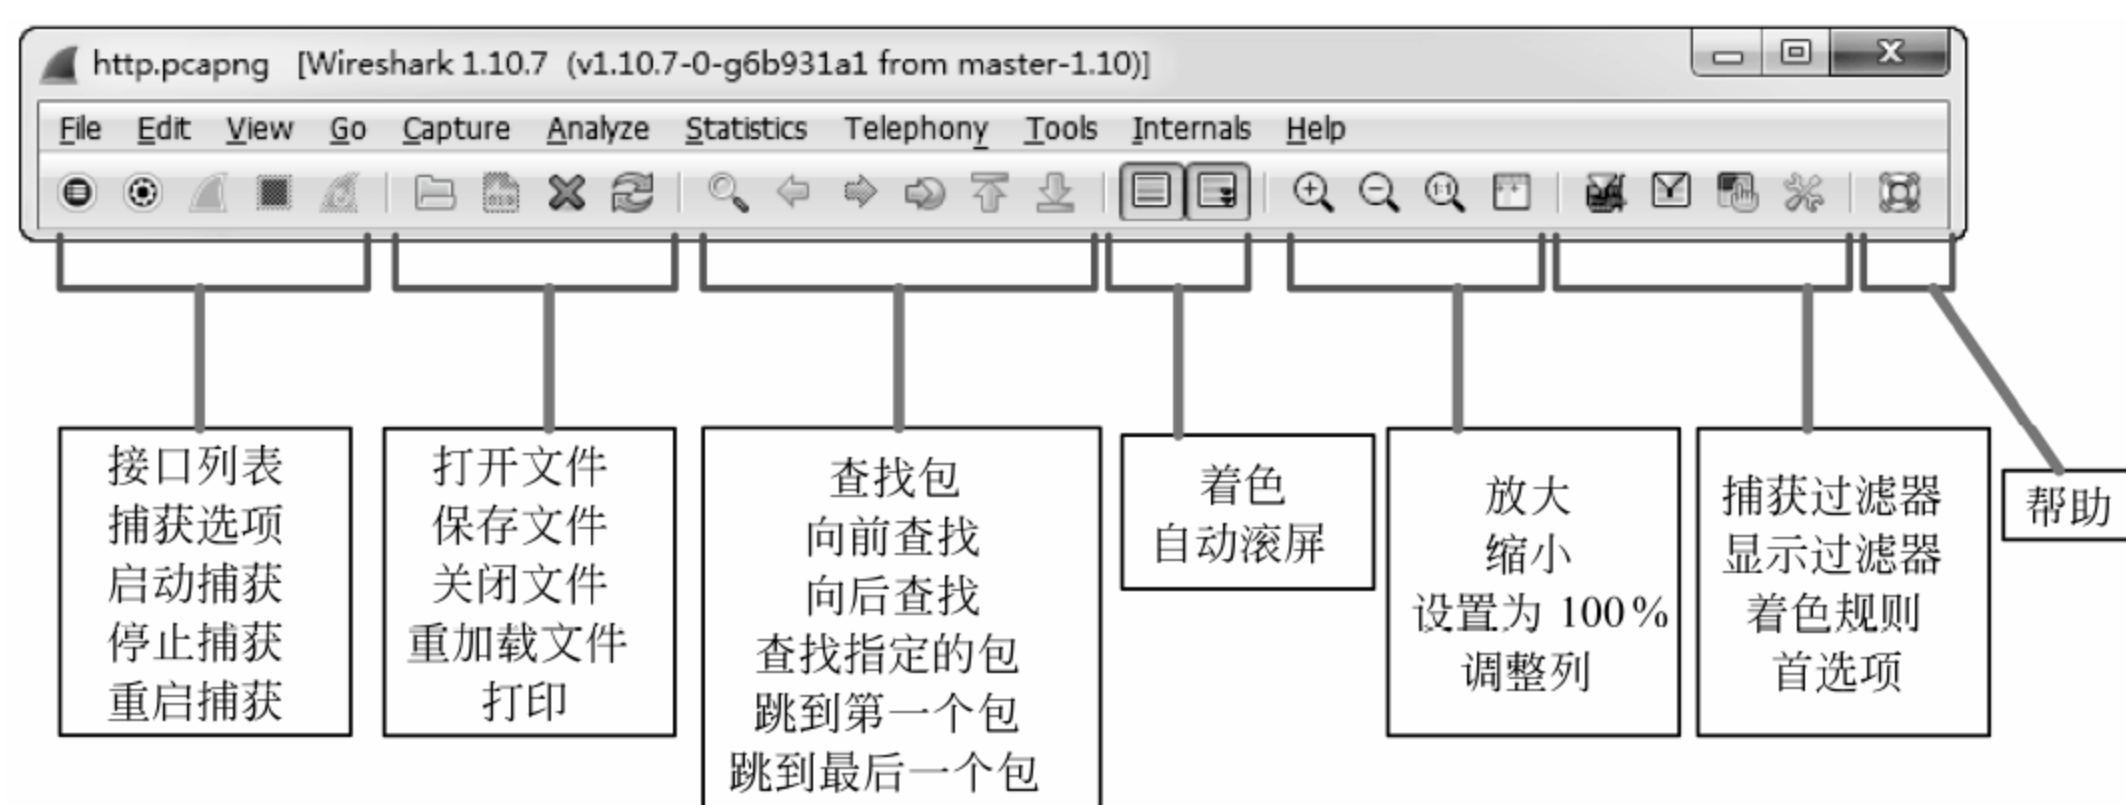 http.pcapng [Wireshark 1.10.7 (v1.10.7-0-g6b931a1 from master-1.10)]
File Edit View Go Capture Analyze Statistics Telephony Tools Internals Help
接口列表
捕获选项
启动捕获
停止捕获
重启捕获
打开文件
保存文件
关闭文件
重加载文件
打印
查找包
向前查找
向后查找
查找指定的包
跳到第一个包
跳到最后一个包
着色
自动滚屏
放大
缩小
设置为 100%
调整列
捕获过滤器
显示过滤器
着色规则
首选项
帮助